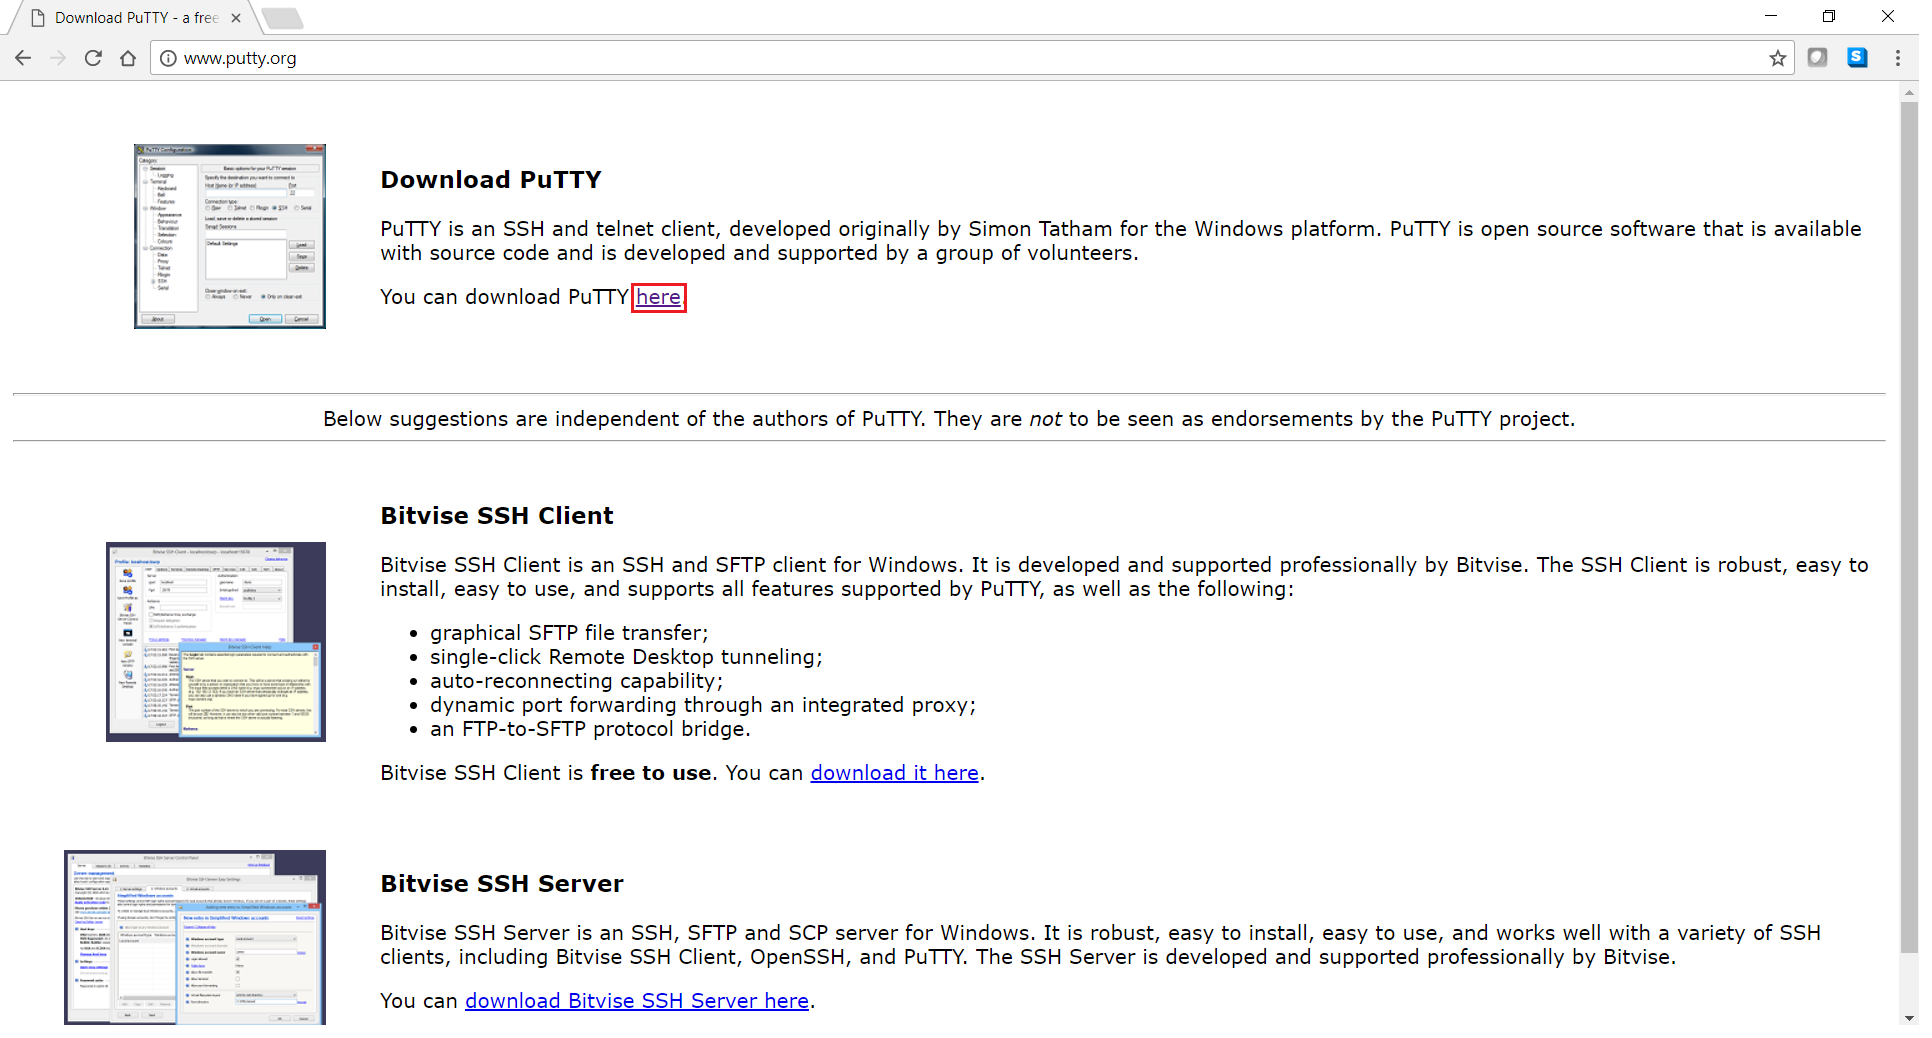 Download PuTTY - a free
www.putty.org
PuTTY Configuration
Download PuTTY
PuTTY is an SSH and telnet client, developed originally by Simon Tatham for the Windows platform. PuTTY is open source software that is available
with source code and is developed and supported by a group of volunteers.
You can download PuTTY here.
Below suggestions are independent of the authors of PuTTY. They are not to be seen as endorsements by the PuTTY project.
Bitvise SSH Client
Bitvise SSH Client is an SSH and SFTP client for Windows. It is developed and supported professionally by Bitvise. The SSH Client is robust, easy to
install, easy to use, and supports all features supported by PuTTY, as well as the following:
• graphical SFTP file transfer;
• single-click Remote Desktop tunneling;
• auto-reconnecting capability;
• dynamic port forwarding through an integrated proxy;
• an FTP-to-SFTP protocol bridge.
Bitvise SSH Client is free to use. You can download it here.
Bitvise SSH Server
Bitvise SSH Server is an SSH, SFTP and SCP server for Windows. It is robust, easy to install, easy to use, and works well with a variety of SSH
clients, including Bitvise SSH Client, OpenSSH, and PuTTY. The SSH Server is developed and supported professionally by Bitvise.
You can download Bitvise SSH Server here.